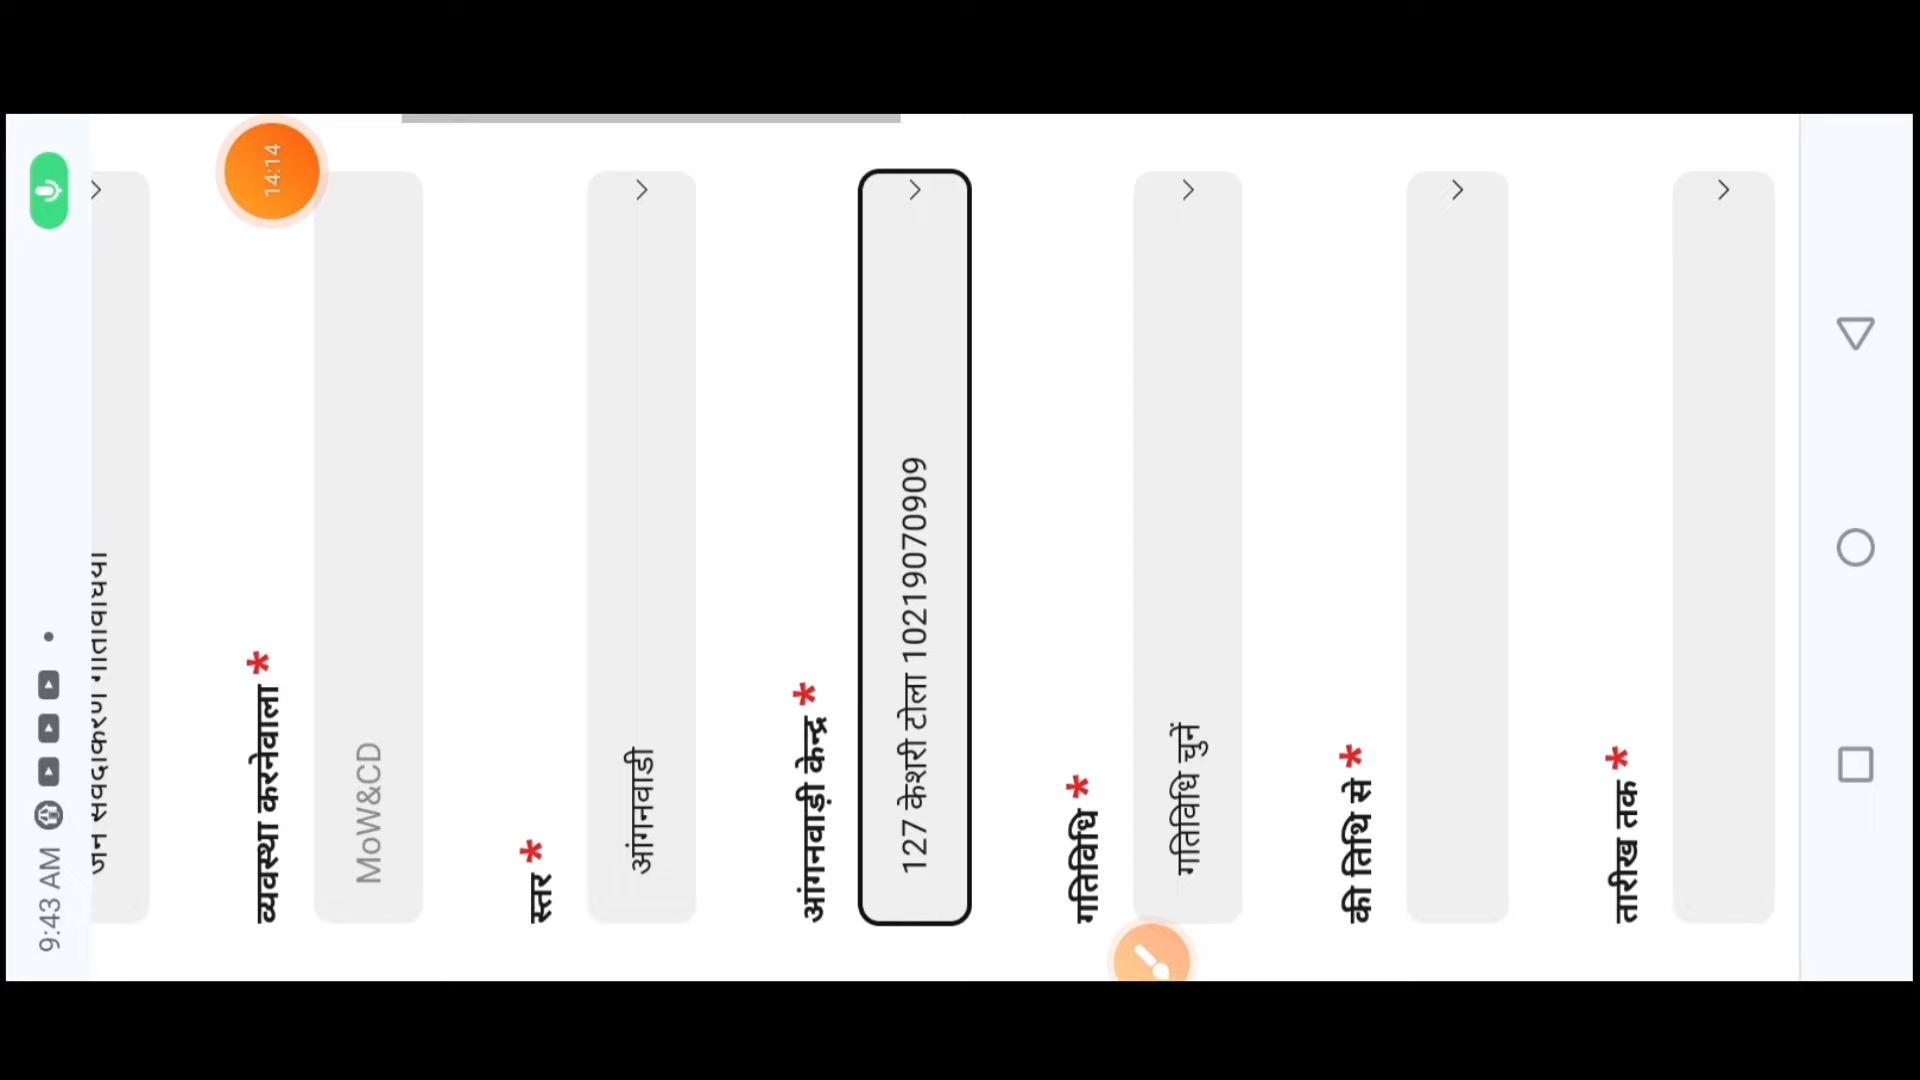 9:43 AM
14:14
व्यवस्था करनेवाला *
MoW&CD
स्तर *
आंगनवाडी
आंगनवाड़ी केन्द्र *
127 केशरी टोला 10219070909
गतिविधि *
गतिविधि चुनें
की तिथि से *
तारीख तक *